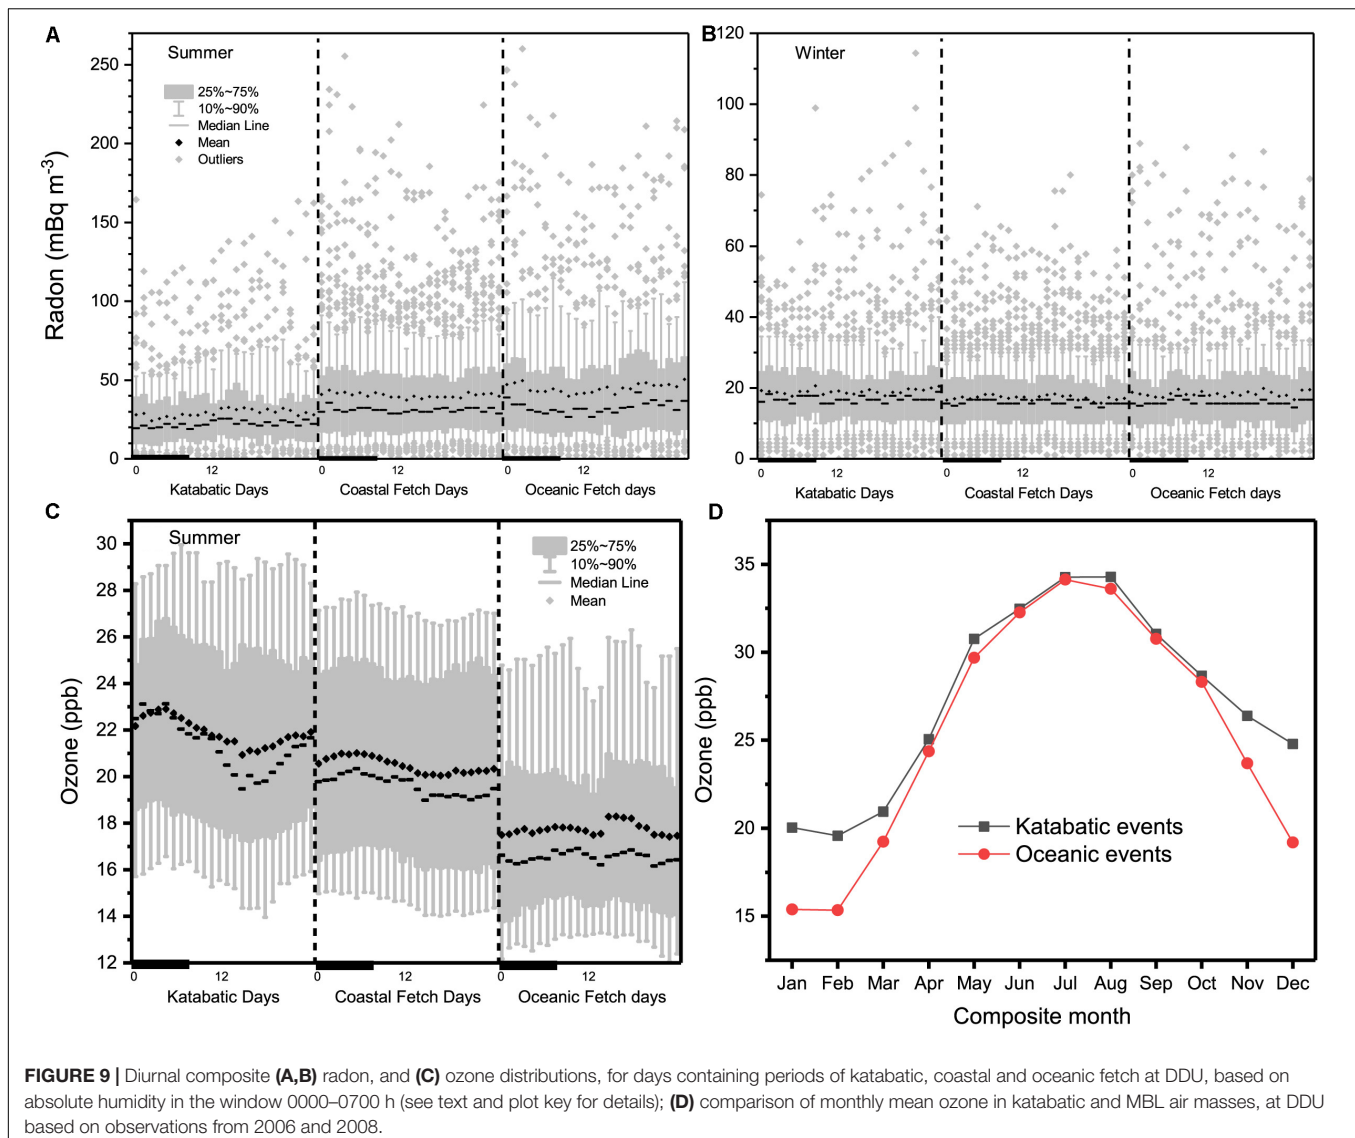 A
Summer
25%~75%
10%~90%
Median Line
Mean
Outliers
Radon (mBq m-3)
250
200
150
100
50
0
0
12
0
12
0
12
Katabatic Days
Coastal Fetch Days
Oceanic Fetch days
B
Winter
120
100
80
60
40
20
0
0
12
0
12
0
12
Katabatic Days
Coastal Fetch Days
Oceanic Fetch Days
C
Summer
25%~75%
10%~90%
Median Line
Mean
Ozone (ppb)
30
28
26
24
22
20
18
16
14
12
0
12
0
12
0
12
Katabatic Days
Coastal Fetch Days
Oceanic Fetch days
D
Ozone (ppb)
35
30
25
20
15
Katabatic events
Oceanic events
Jan Feb Mar Apr May Jun Jul Aug Sep Oct Nov Dec
Composite month
FIGURE 9 | Diurnal composite (A,B) radon, and (C) ozone distributions, for days containing periods of katabatic, coastal and oceanic fetch at DDU, based on
absolute humidity in the window 0000–0700 h (see text and plot key for details); (D) comparison of monthly mean ozone in katabatic and MBL air masses, at DDU
based on observations from 2006 and 2008.